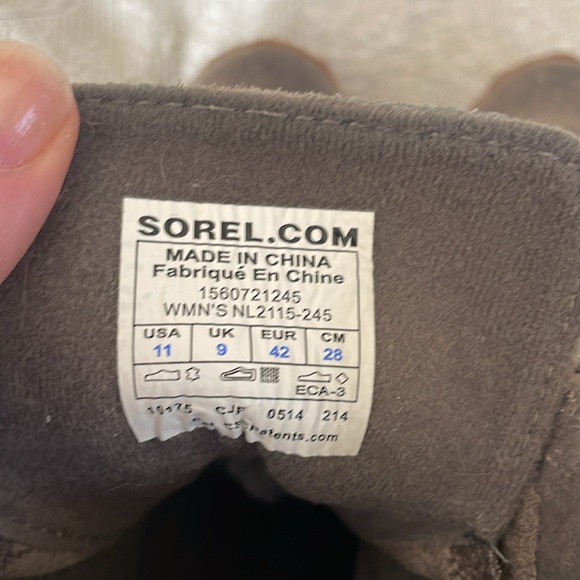 SOREL.COM
MADE IN CHINA
Fabriqué En Chine
1560721245
WMN'S NL2115-245
USA UK EUR CM
11 9 42 28
ECA-3
CJF 0514 214